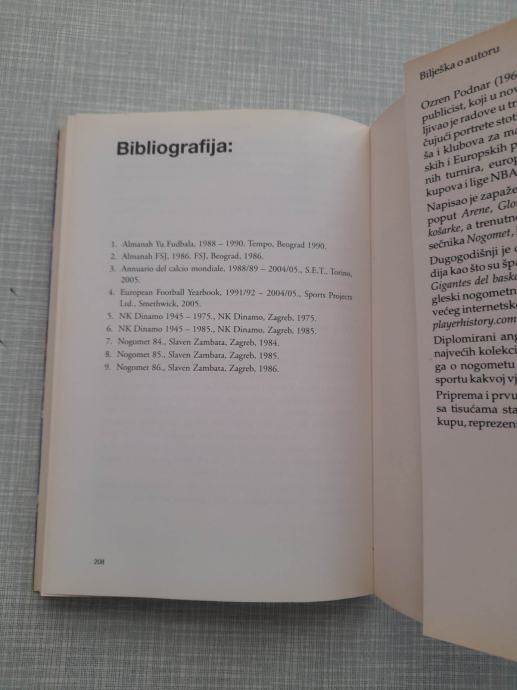 Bibliografija:
1. Almanah Yu Fudbala, 1988 – 1990. Tempo, Beograd 1990.
2. Almanah FSJ, 1986. FSJ, Beograd, 1986.
3. Annuario del calcio mondiale, 1988/89 – 2004/05., S.E.T., Torino,
2005.
4. European Football Yearbook, 1991/92 – 2004/05., Sports Projects
Ltd., Smethwick, 2005.
5. NK Dinamo 1945 – 1975., NK Dinamo, Zagreb, 1975.
6. NK Dinamo 1945 – 1985., NK Dinamo, Zagreb, 1985.
7. Nogomet 84., Slaven Zambata, Zagreb, 1984.
8. Nogomet 85., Slaven Zambata, Zagreb, 1985.
9. Nogomet 86., Slaven Zambata, Zagreb, 1986.
208
Bilješka o autoru
Ozren Podnar (196
publicist, koji u nov
ljivao je radove u tr
čujući portrete stot
ša i klubova za m
skih i Europskih p
nih turnira, europ
kupova i lige NBA
Napisao je zapaže
poput Arene, Glo
košarke, a trenutno
sečnika Nogomet,
Dugogodišnji je
dija kao što su špa
Gigantes del baske
gleski nogometn
većeg internetsk
playerhistory.com
Diplomirani ang
najvećih kolekci
ga o nogometu
sportu kakvoj vj
Priprema i prvu
sa tisućama sta
kupu, reprezen